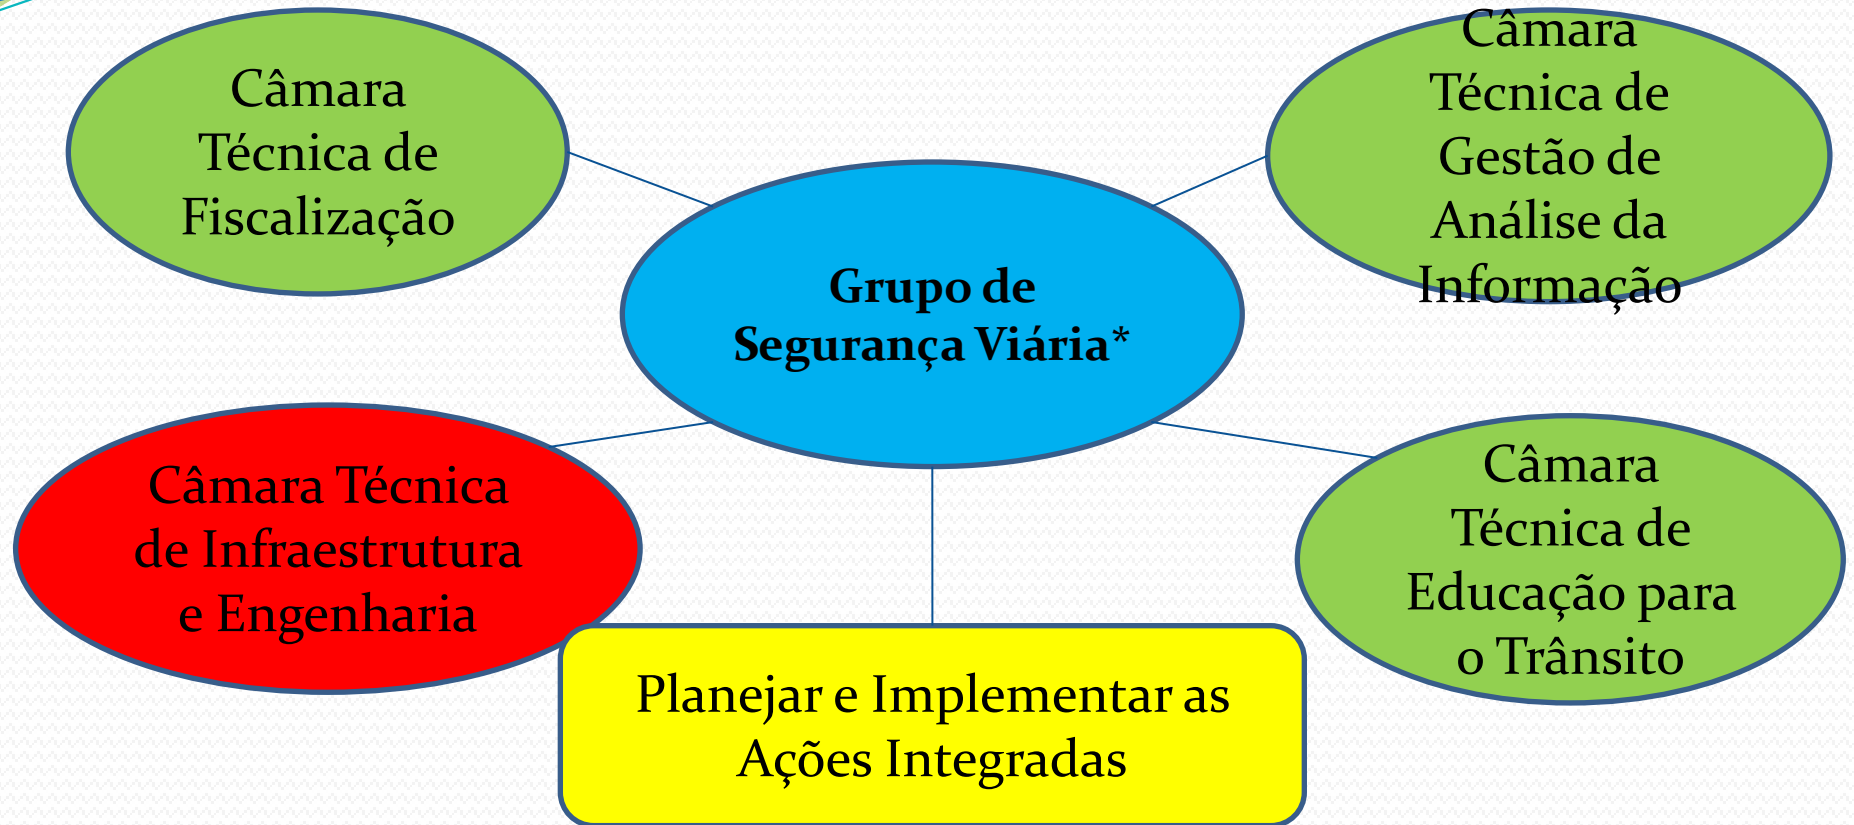 Câmara
Técnica de
Fiscalização
Câmara
Técnica de
Gestão de
Análise da
Informação
Grupo de
Segurança Viária*
Câmara Técnica
de Infraestrutura
e Engenharia
Câmara
Técnica de
Educação para
o Trânsito
Planejar e Implementar as
Ações Integradas